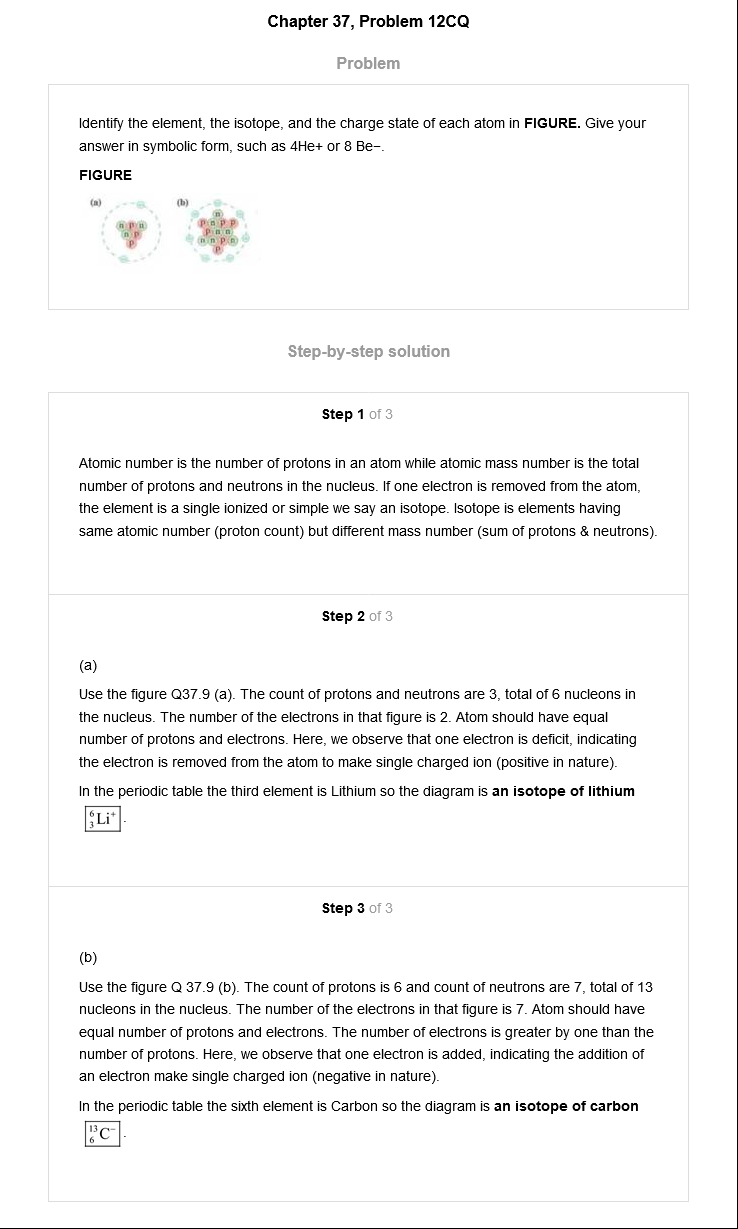 Chapter 37, Problem 12CQ
Problem
Identify the element, the isotope, and the charge state of each atom in FIGURE. Give your
answer in symbolic form, such as 4He+ or 8 Be−.
FIGURE
(a) (b)
n p n
n p
p
n
p n p p
p n n
n n p n
p
Step-by-step solution
Step 1 of 3
Atomic number is the number of protons in an atom while atomic mass number is the total
number of protons and neutrons in the nucleus. If one electron is removed from the atom,
the element is a single ionized or simple we say an isotope. Isotope is elements having
same atomic number (proton count) but different mass number (sum of protons & neutrons).
Step 2 of 3
(a)
Use the figure Q37.9 (a). The count of protons and neutrons are 3, total of 6 nucleons in
the nucleus. The number of the electrons in that figure is 2. Atom should have equal
number of protons and electrons. Here, we observe that one electron is deficit, indicating
the electron is removed from the atom to make single charged ion (positive in nature).
In the periodic table the third element is Lithium so the diagram is an isotope of lithium
⁶₃Li⁺.
Step 3 of 3
(b)
Use the figure Q 37.9 (b). The count of protons is 6 and count of neutrons are 7, total of 13
nucleons in the nucleus. The number of the electrons in that figure is 7. Atom should have
equal number of protons and electrons. The number of electrons is greater by one than the
number of protons. Here, we observe that one electron is added, indicating the addition of
an electron make single charged ion (negative in nature).
In the periodic table the sixth element is Carbon so the diagram is an isotope of carbon
¹³₆C⁻.